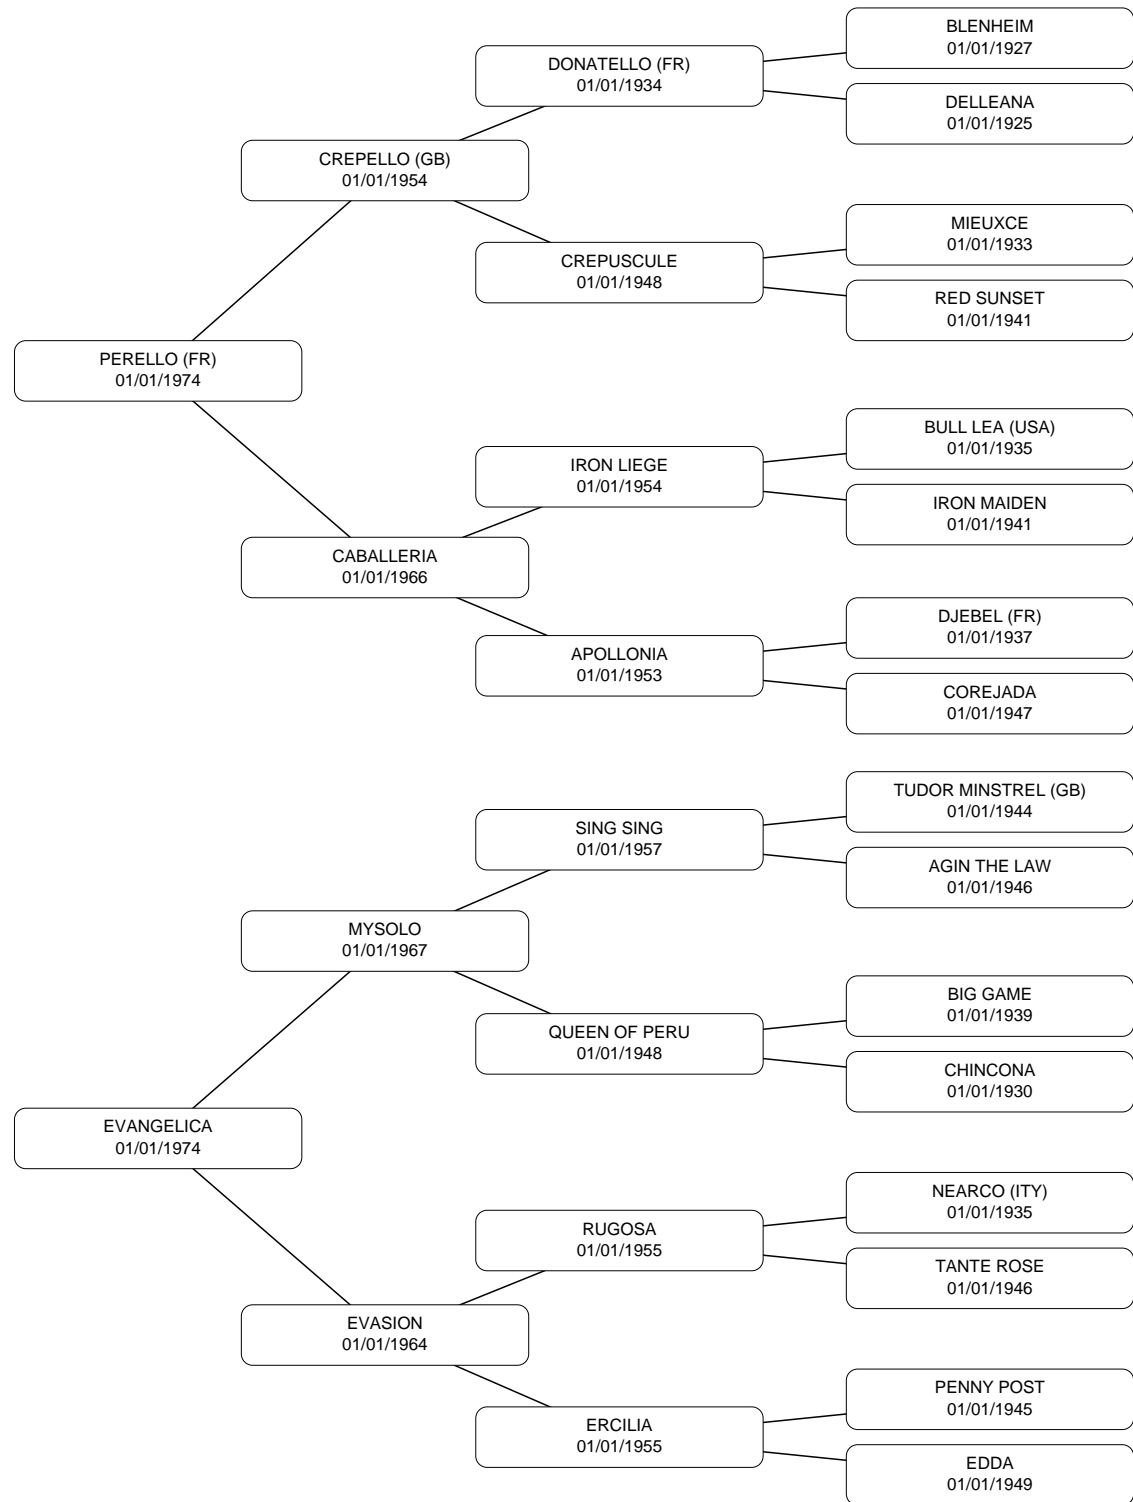 BLENHEIM
01/01/1927
DONATELLO (FR)
01/01/1934
DELLEANA
01/01/1925
CREPELLO (GB)
01/01/1954
MIEUXCE
01/01/1933
CREPUSCULE
01/01/1948
RED SUNSET
01/01/1941
PERELLO (FR)
01/01/1974
BULL LEA (USA)
01/01/1935
IRON LIEGE
01/01/1954
IRON MAIDEN
01/01/1941
CABALLERIA
01/01/1966
DJEBEL (FR)
01/01/1937
APOLLONIA
01/01/1953
COREJADA
01/01/1947
TUDOR MINSTREL (GB)
01/01/1944
SING SING
01/01/1957
AGIN THE LAW
01/01/1946
MYSOLO
01/01/1967
BIG GAME
01/01/1939
QUEEN OF PERU
01/01/1948
CHINCONA
01/01/1930
EVANGELICA
01/01/1974
NEARCO (ITY)
01/01/1935
RUGOSA
01/01/1955
TANTE ROSE
01/01/1946
EVASION
01/01/1964
PENNY POST
01/01/1945
ERCILIA
01/01/1955
EDDA
01/01/1949